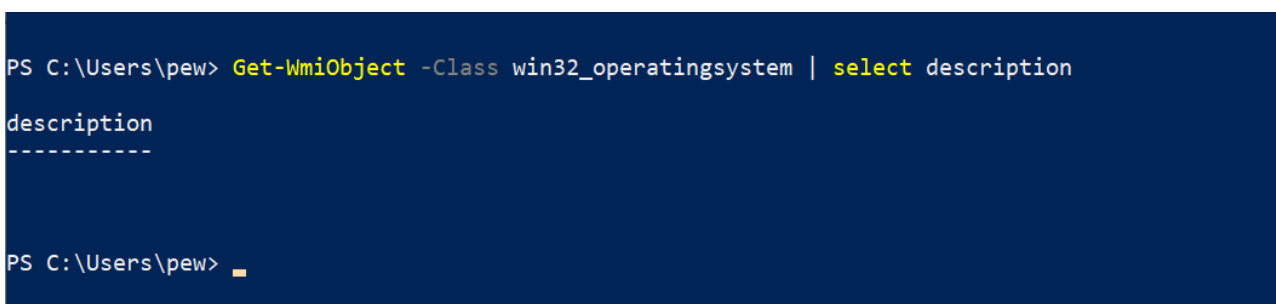 PS C:\Users\pew> Get-WmiObject -Class win32_operatingsystem | select description
description
-----------
PS C:\Users\pew>